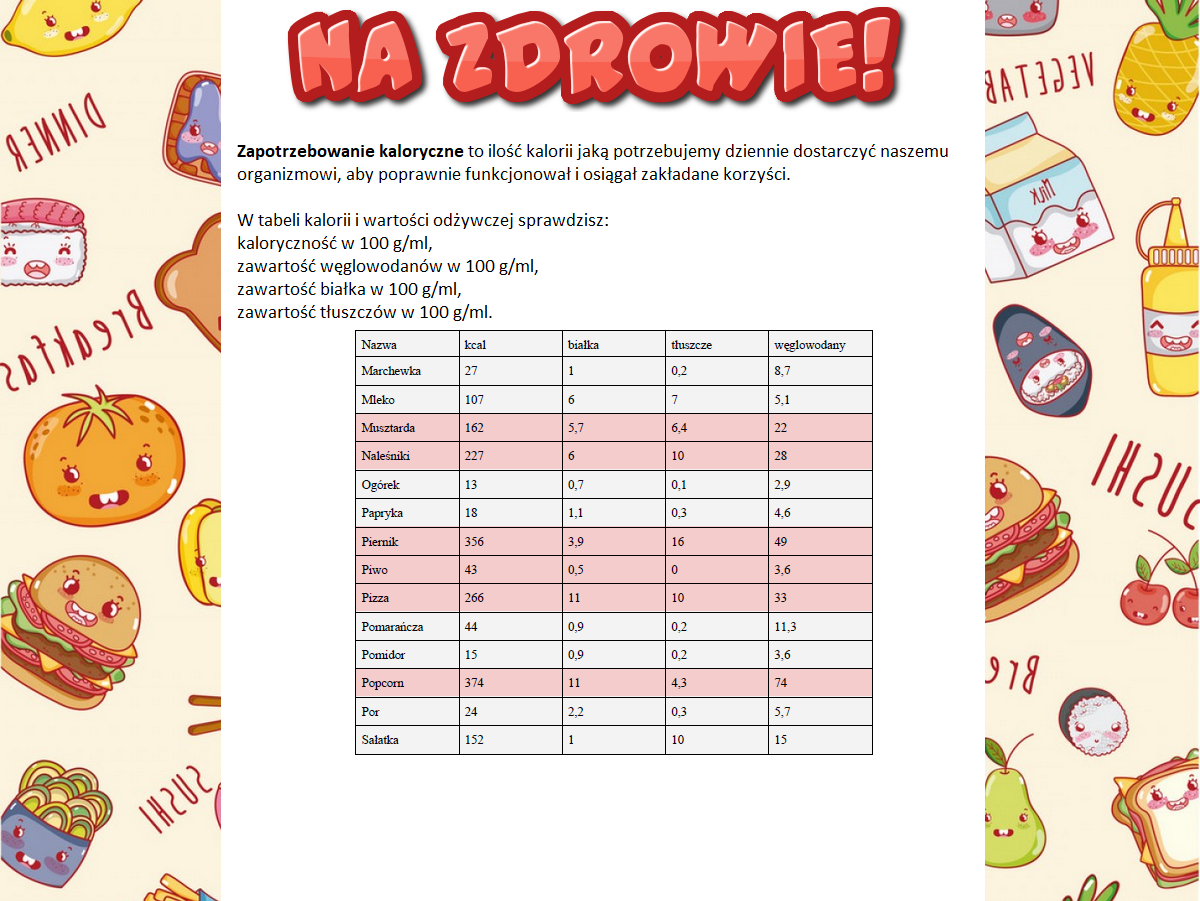 NA ZDROWIE!
Zapotrzebowanie kaloryczne to ilość kalorii jaką potrzebujemy dziennie dostarczyć naszemu
organizmowi, aby poprawnie funkcjonował i osiągał zakładane korzyści.
W tabeli kalorii i wartości odżywczej sprawdzisz:
kaloryczność w 100 g/ml,
zawartość węglowodanów w 100 g/ml,
zawartość białka w 100 g/ml,
zawartość tłuszczów w 100 g/ml.
Nazwa kcal białka tłuszcze węglowodany
Marchewka 27 1 0,2 8,7
Mleko 107 6 7 5,1
Musztarda 162 5,7 6,4 22
Naleśniki 227 6 10 28
Ogórek 13 0,7 0,1 2,9
Papryka 18 1,1 0,3 4,6
Piernik 356 3,9 16 49
Piwo 43 0,5 0 3,6
Pizza 266 11 10 33
Pomarańcza 44 0,9 0,2 11,3
Pomidor 15 0,9 0,2 3,6
Popcorn 374 11 4,3 74
Por 24 2,2 0,3 5,7
Sałatka 152 1 10 15
DINNER
Breakfas
SUSHI
VEGETAR
Milk
SUSHI
Bre